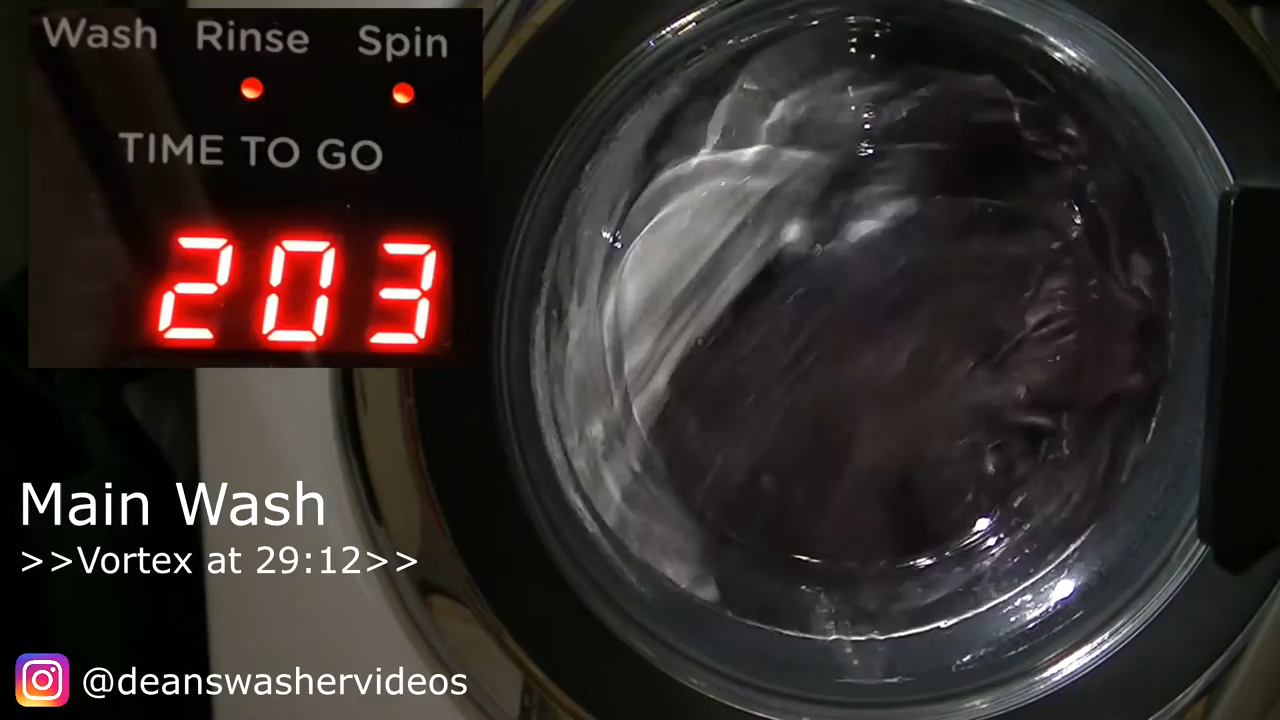 Wash Rinse Spin
TIME TO GO
203
Main Wash
>>Vortex at 29:12>>
@deanswashervideos